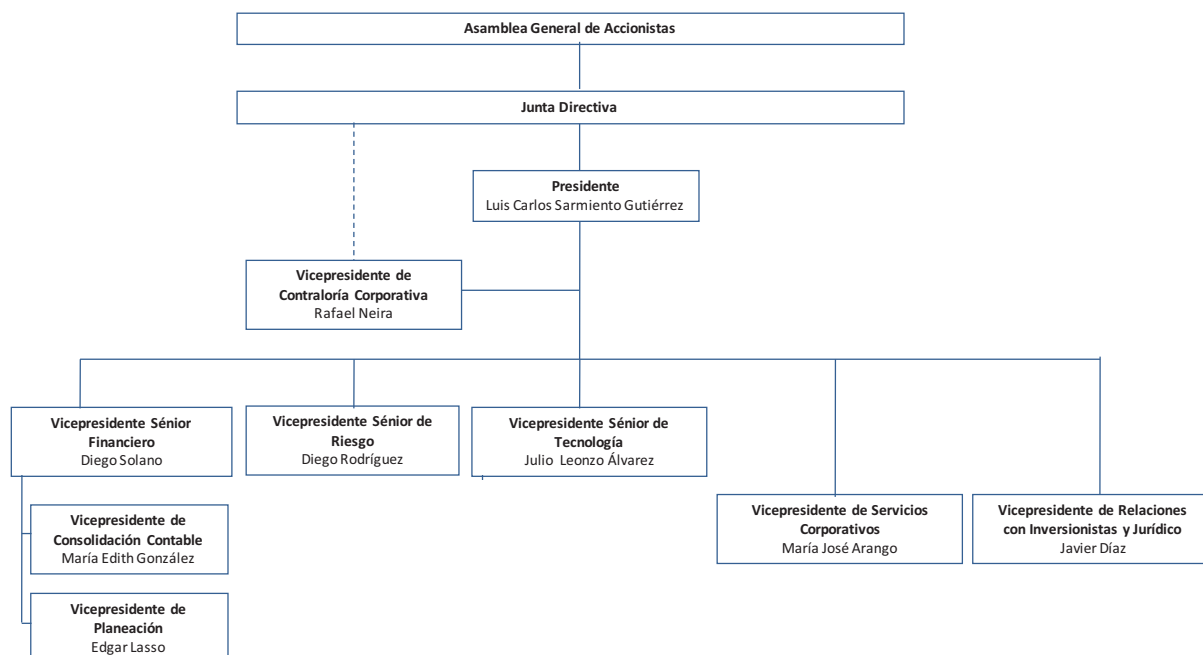 Asamblea General de Accionistas
Junta Directiva
Presidente
Luis Carlos Sarmiento Gutiérrez
Vicepresidente de
Contraloría Corporativa
Rafael Neira
Vicepresidente Sénior
Financiero
Diego Solano
Vicepresidente Sénior de
Riesgo
Diego Rodríguez
Vicepresidente Sénior de
Tecnología
Julio Leonzo Álvarez
Vicepresidente de Servicios
Corporativos
María José Arango
Vicepresidente de Relaciones
con Inversionistas y Jurídico
Javier Díaz
Vicepresidente de
Consolidación Contable
María Edith González
Vicepresidente de
Planeación
Edgar Lasso